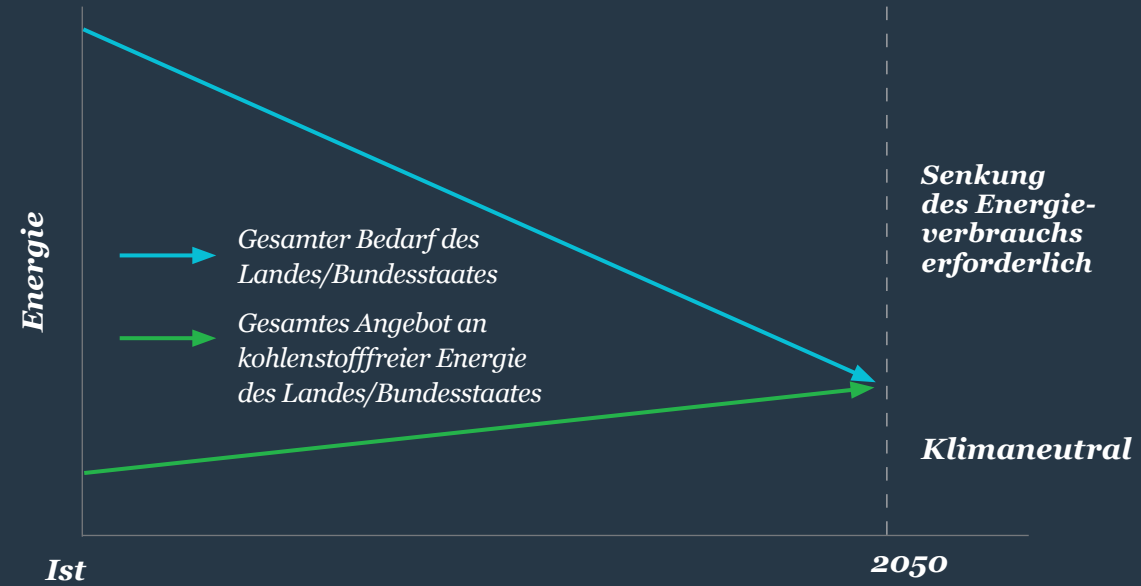 Energie
Gesamter Bedarf des
Landes/Bundesstaates
Gesamtes Angebot an
kohlenstofffreier Energie
des Landes/Bundesstaates
Senkung
des Energie-
verbrauchs
erforderlich
Klimaneutral
Ist
2050